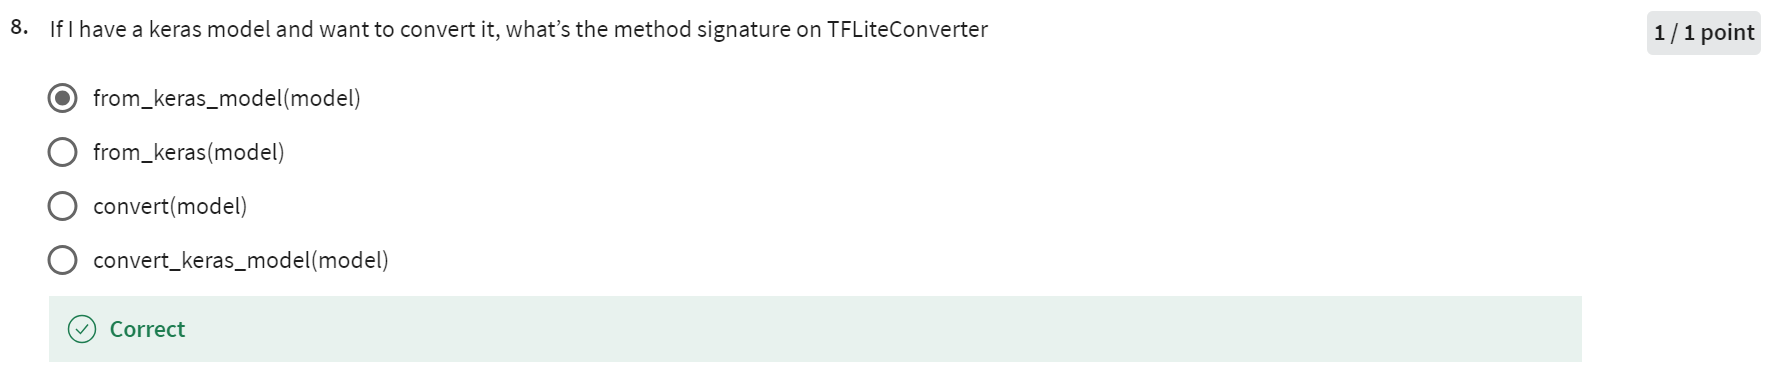 8. If I have a keras model and want to convert it, what’s the method signature on TFLiteConverter
1 / 1 point
from_keras_model(model)
from_keras(model)
convert(model)
convert_keras_model(model)
Correct